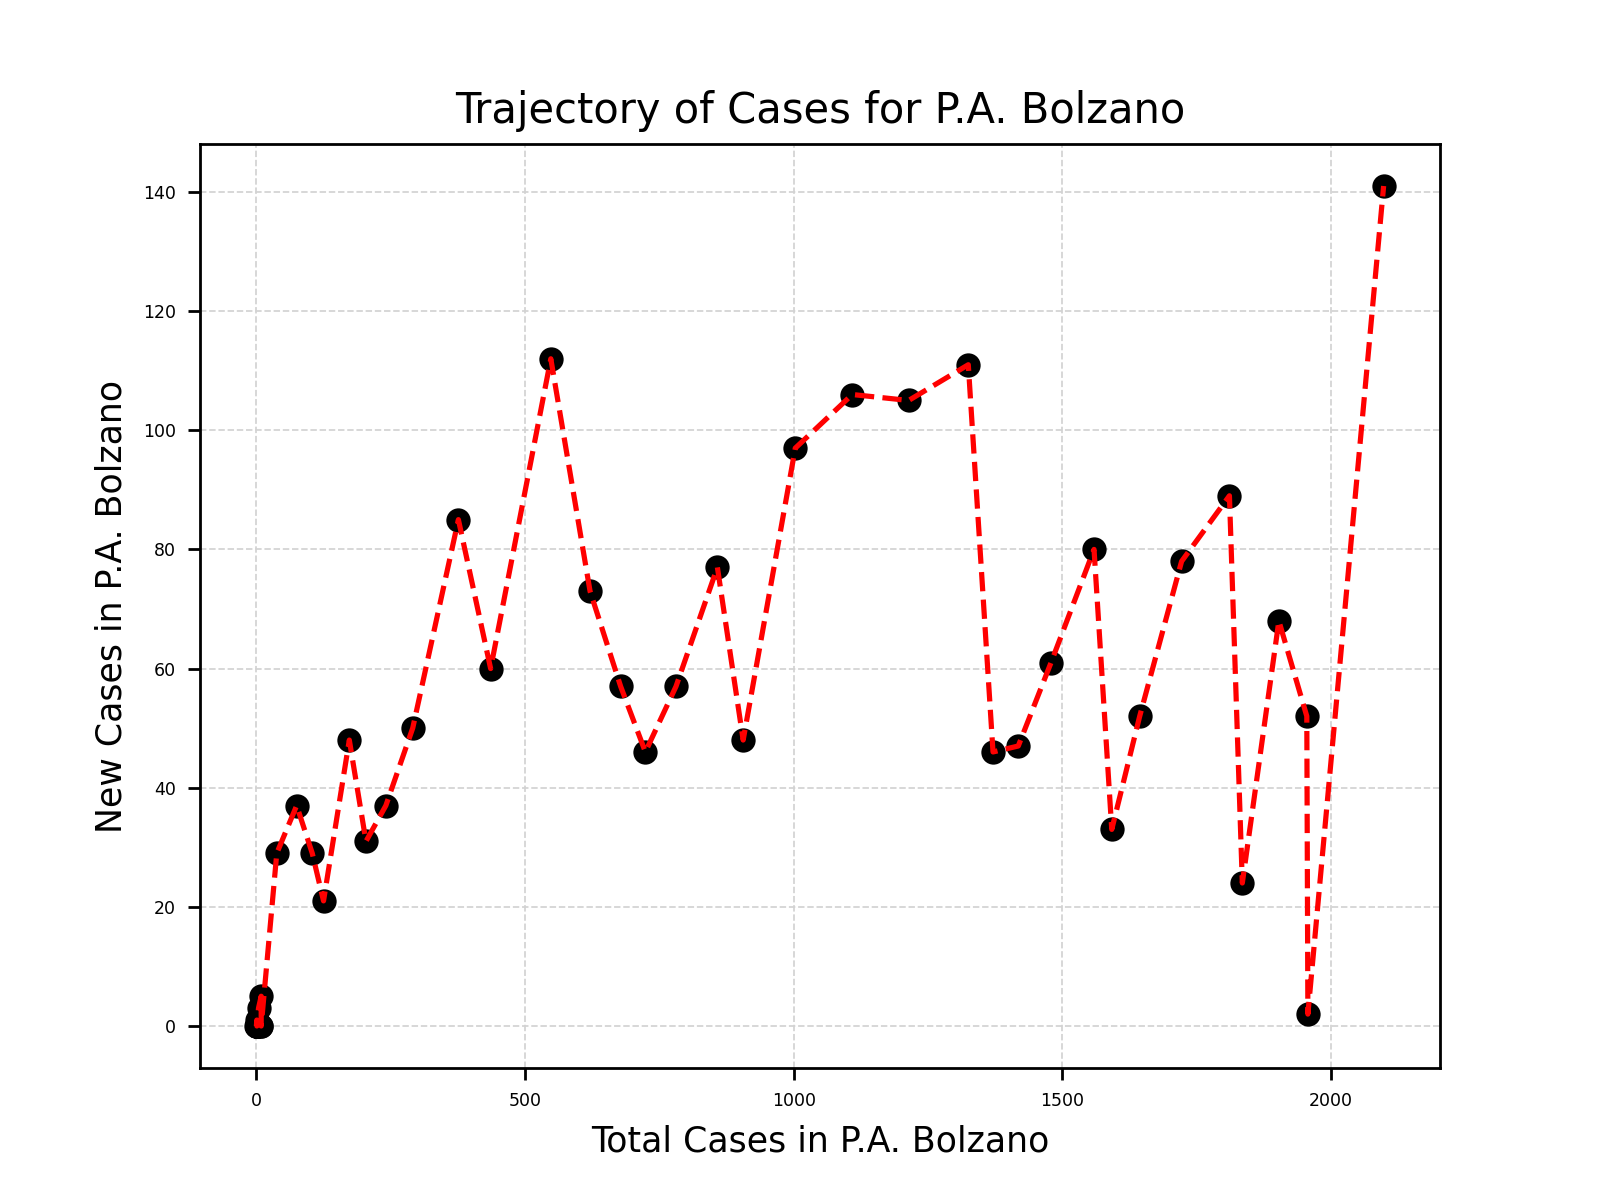 Trajectory of Cases for P.A. Bolzano
New Cases in P.A. Bolzano
140
120
100
80
60
40
20
0
0 500 1000 1500 2000
Total Cases in P.A. Bolzano